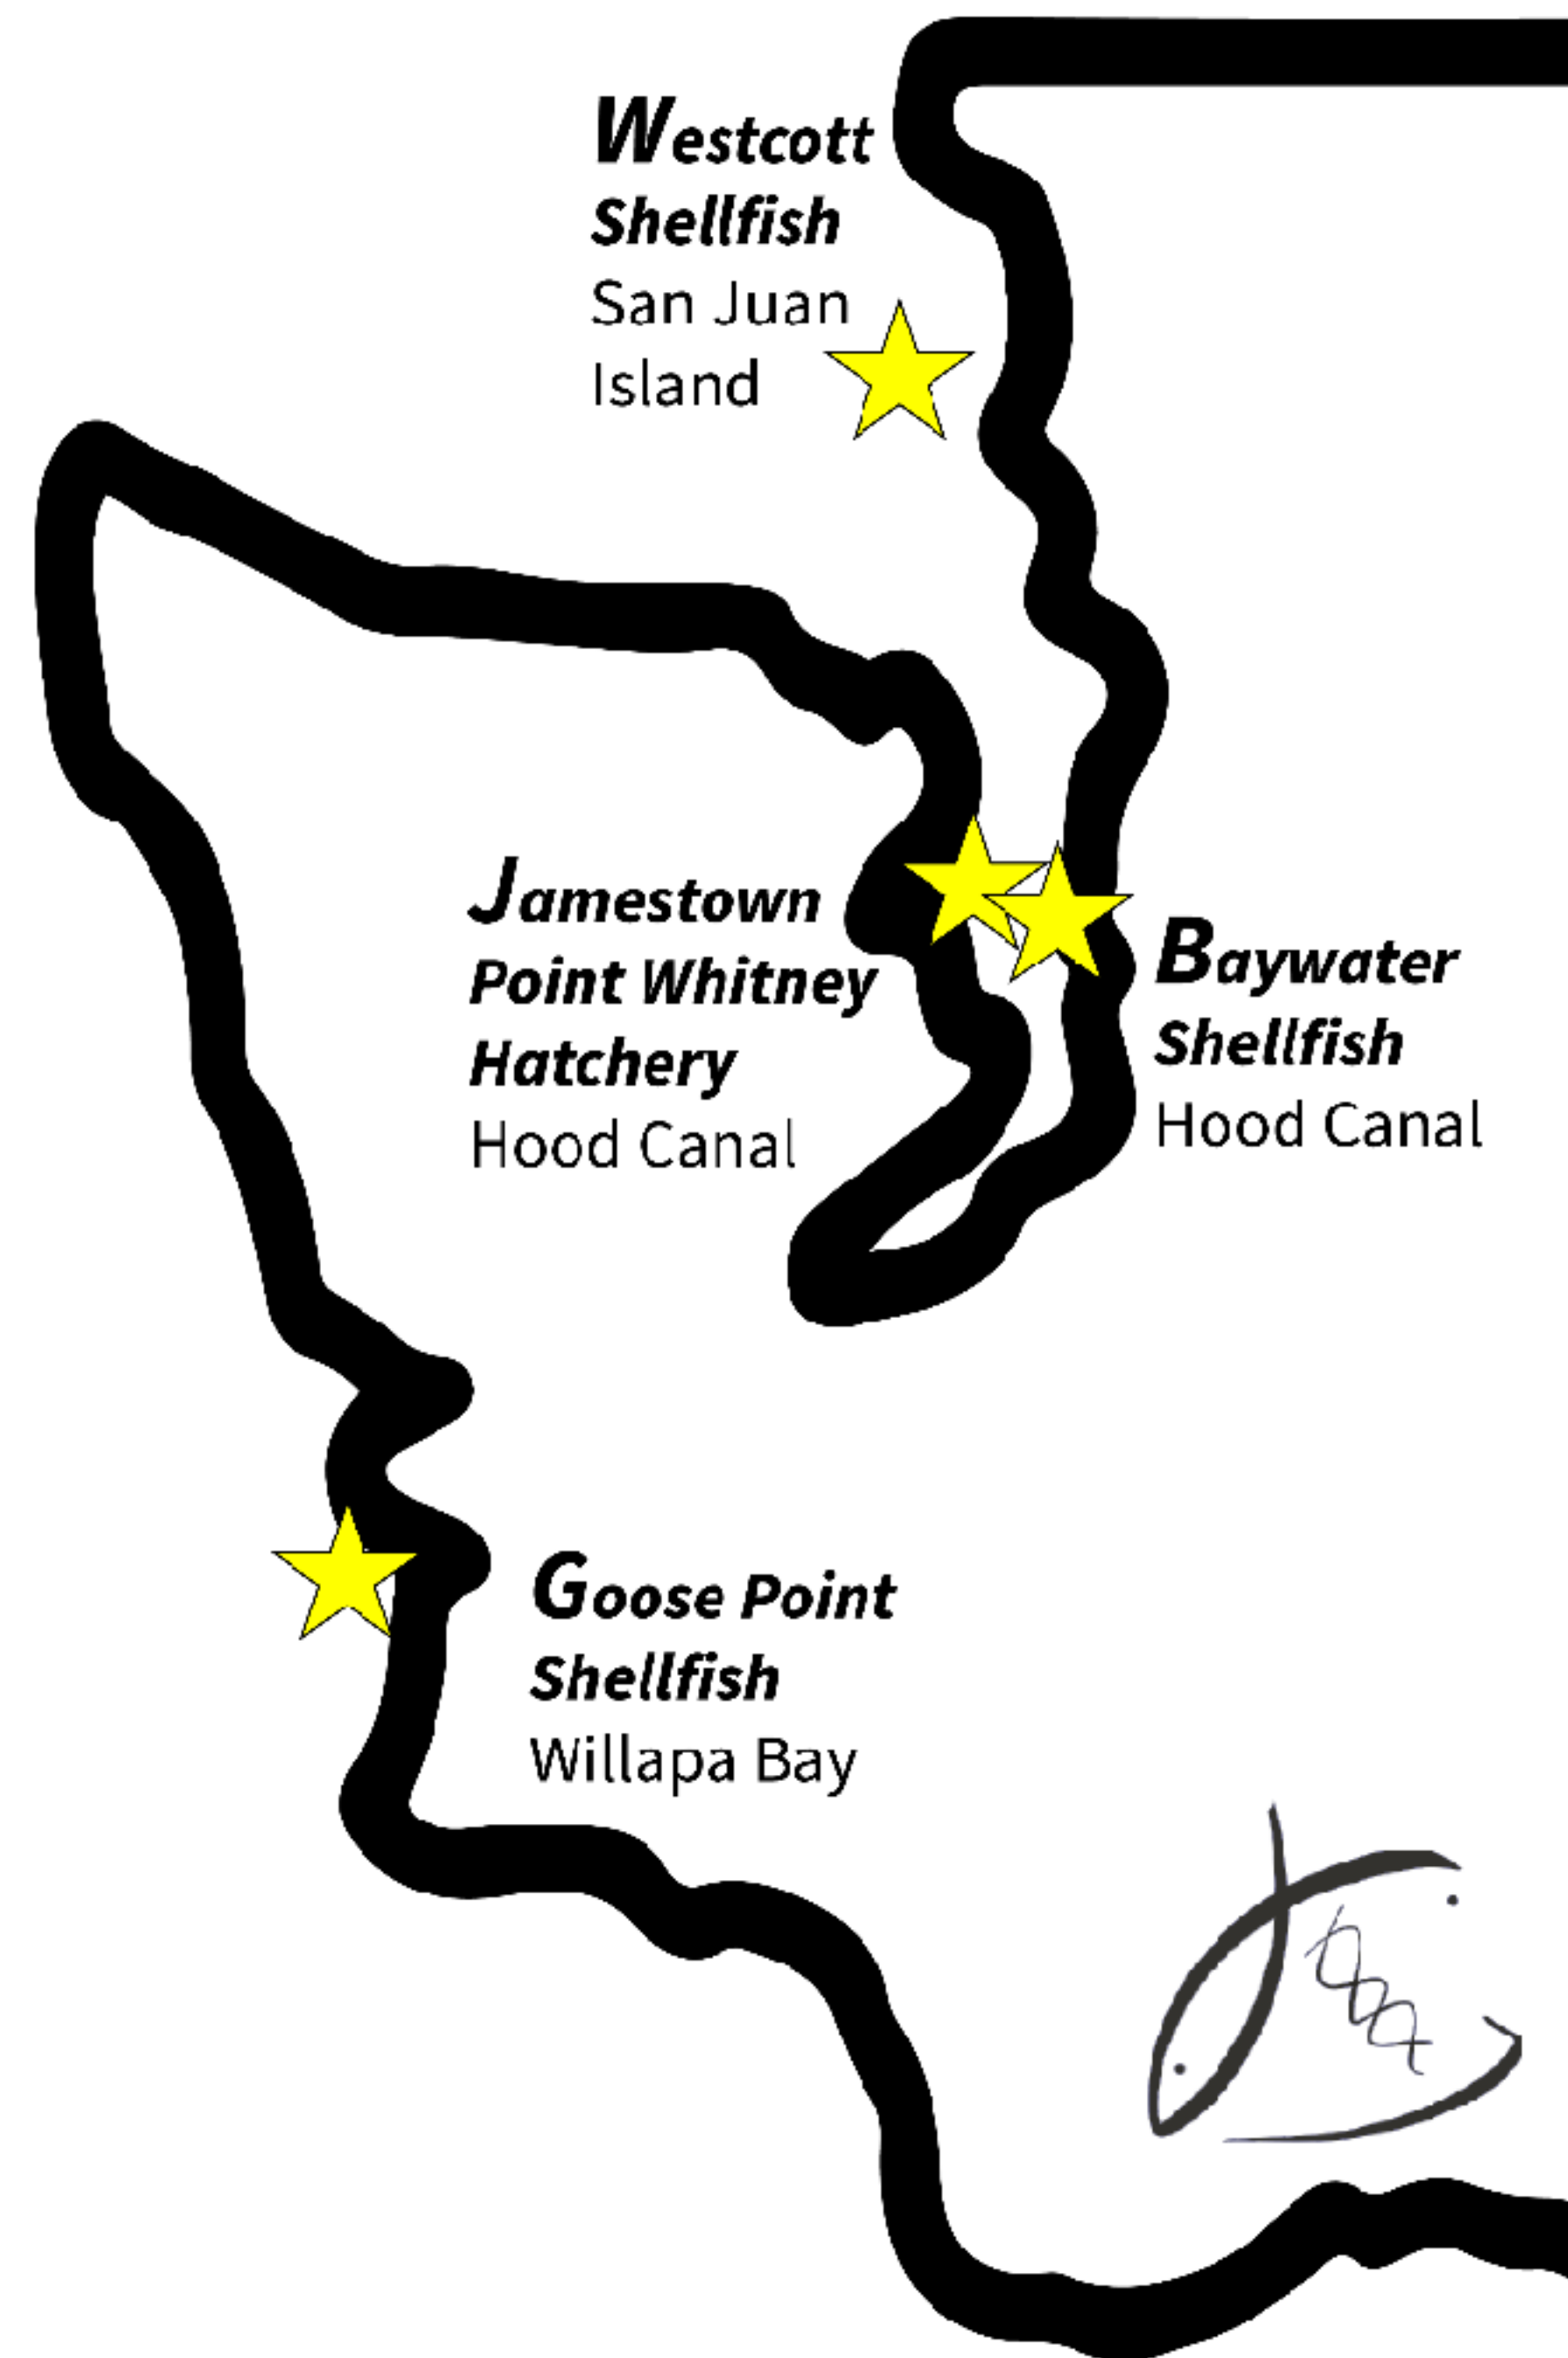 Westcott
Shellfish
San Juan
Island
Jamestown
Point Whitney
Hatchery
Hood Canal
Baywater
Shellfish
Hood Canal
Goose Point
Shellfish
Willapa Bay